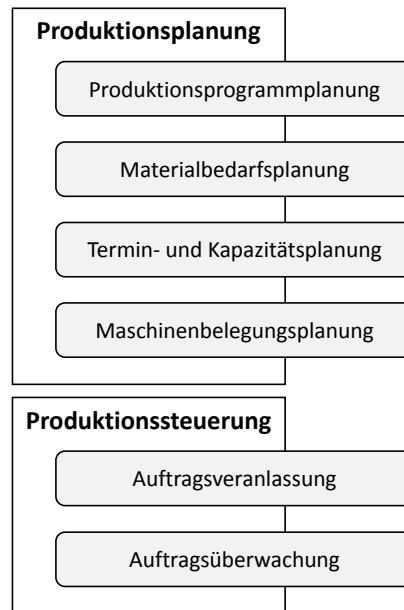 Produktionsplanung
Produktionsprogrammplanung
Materialbedarfsplanung
Termin- und Kapazitätsplanung
Maschinenbelegungsplanung
Produktionssteuerung
Auftragsveranlassung
Auftragsüberwachung